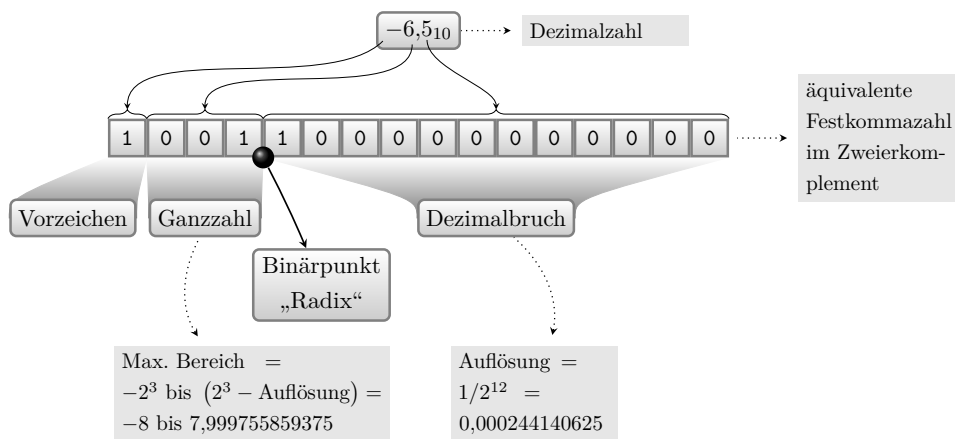 −6,5₁₀
Dezimalzahl
1 0 0 1 1 0 0 0 0 0 0 0 0 0 0 0
äquivalente
Festkommazahl
im Zweierkom-
plement
Vorzeichen
Ganzzahl
Dezimalbruch
Binärpunkt
„Radix“
Max. Bereich =
−2³ bis (2³ − Auflösung) =
−8 bis 7,999755859375
Auflösung =
1/2¹² =
0,000244140625